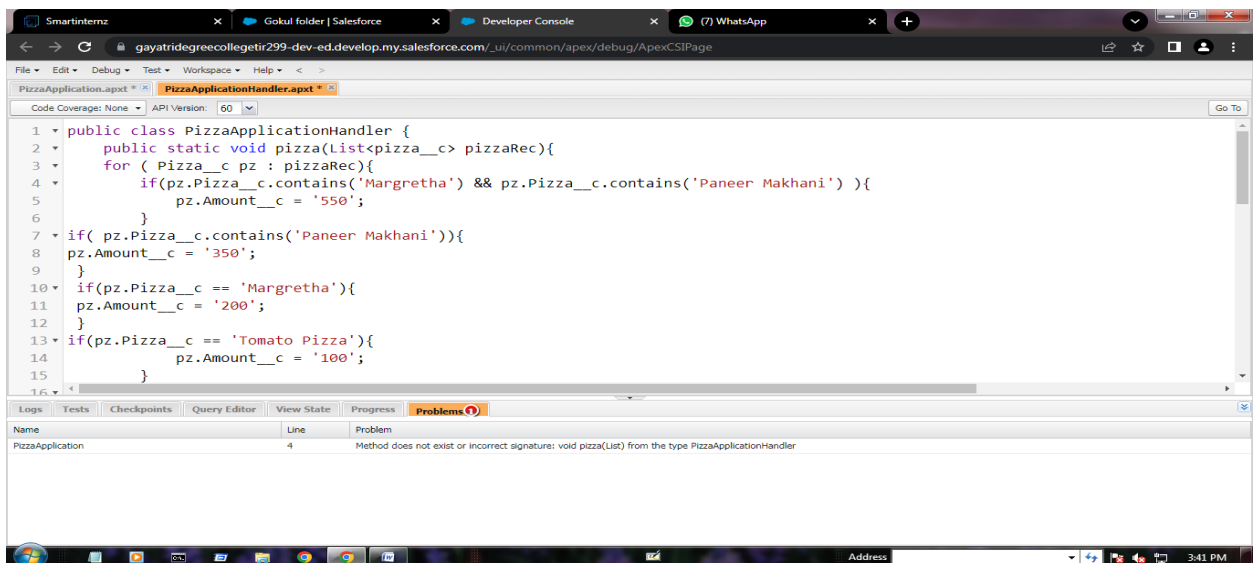 Smartinternz
Gokul folder | Salesforce
Developer Console
(7) WhatsApp
gayatridegreecollegetir299-dev-ed.develop.my.salesforce.com/_ui/common/apex/debug/ApexCSIPage
File Edit Debug Test Workspace Help < >
PizzaApplication.apxt * PizzaApplicationHandler.apxt *
Code Coverage: None API Version: 60 Go To
1 public class PizzaApplicationHandler {
2 public static void pizza(List<pizza__c> pizzaRec){
3 for ( Pizza__c pz : pizzaRec){
4 if(pz.Pizza__c.contains('Margretha') && pz.Pizza__c.contains('Paneer Makhani') ){
5 pz.Amount__c = '550';
6 }
7 if( pz.Pizza__c.contains('Paneer Makhani')){
8 pz.Amount__c = '350';
9 }
10 if(pz.Pizza__c == 'Margretha'){
11 pz.Amount__c = '200';
12 }
13 if(pz.Pizza__c == 'Tomato Pizza'){
14 pz.Amount__c = '100';
15 }
16
Logs Tests Checkpoints Query Editor View State Progress Problems 1
Name Line Problem
PizzaApplication 4 Method does not exist or incorrect signature: void pizza(List) from the type PizzaApplicationHandler
Address 3:41 PM